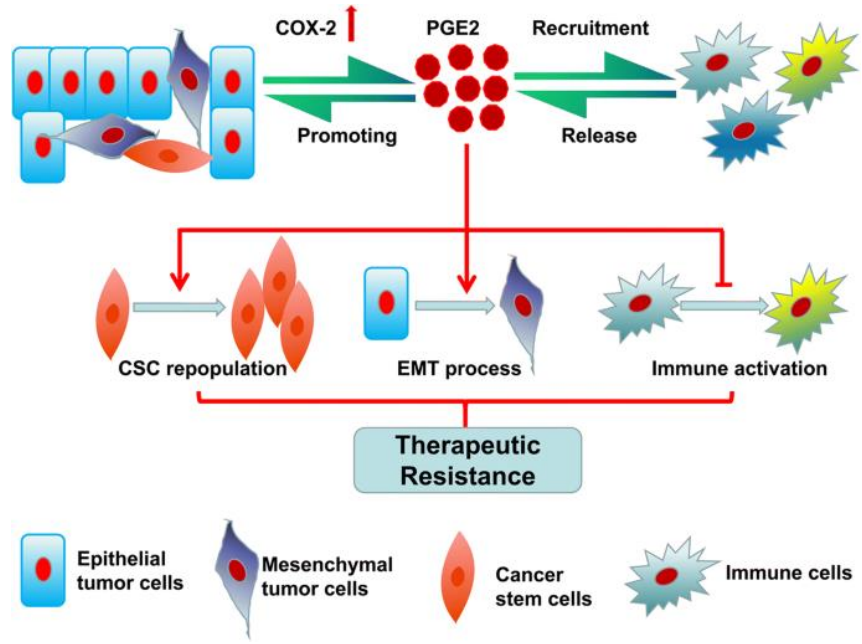 COX-2
PGE2
Recruitment
Promoting
Release
CSC repopulation
EMT process
Immune activation
Therapeutic
Resistance
Epithelial
tumor cells
Mesenchymal
tumor cells
Cancer
stem cells
Immune cells